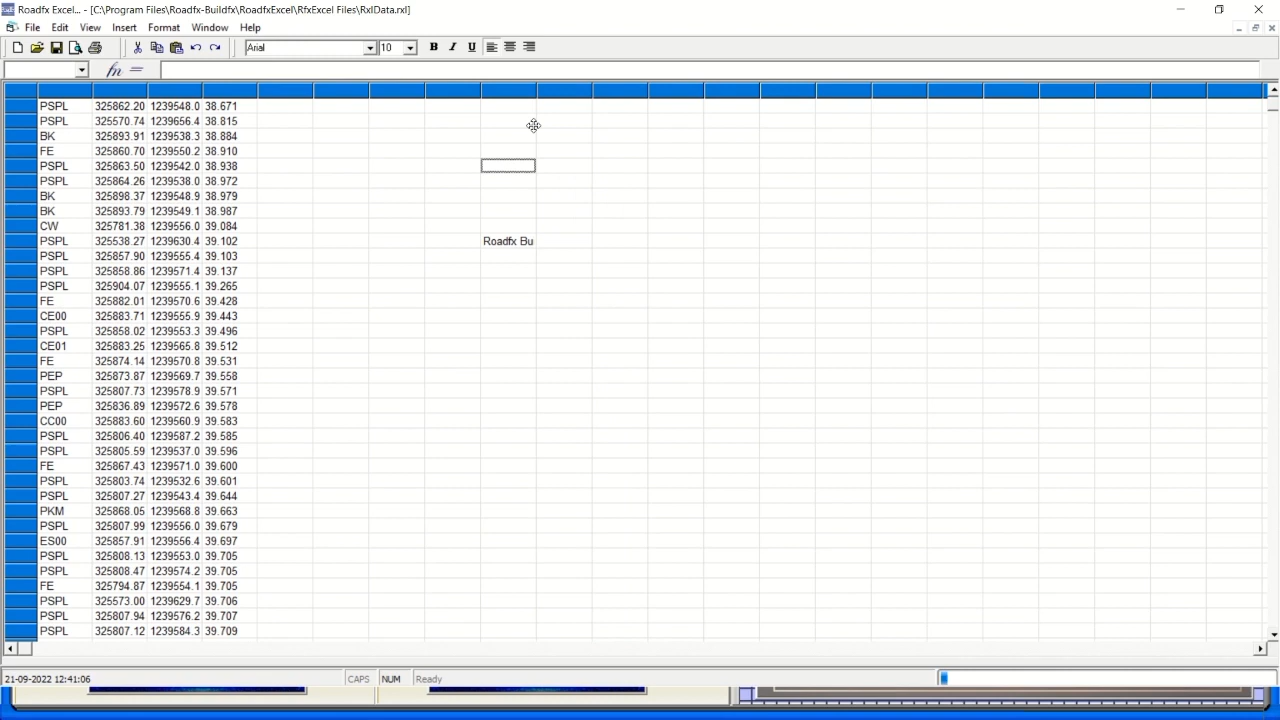 Roadfx Excel... - [C:\Program Files\Roadfx-Buildfx\RoadfxExcel\RfxExcel Files\RxlData.rxl]
File Edit View Insert Format Window Help
Arial 10 B I U
fx =
PSPL 325862.20 1239548.0 38.671
PSPL 325570.74 1239656.4 38.815
BK 325893.91 1239538.3 38.884
FE 325860.70 1239550.2 38.910
PSPL 325863.50 1239542.0 38.938
PSPL 325864.26 1239538.0 38.972
BK 325898.37 1239548.9 38.979
BK 325893.79 1239549.1 38.987
CW 325781.38 1239556.0 39.084
PSPL 325538.27 1239630.4 39.102 Roadfx Bu
PSPL 325857.90 1239555.4 39.103
PSPL 325858.86 1239571.4 39.137
PSPL 325904.07 1239555.1 39.265
FE 325882.01 1239570.6 39.428
CE00 325883.71 1239555.9 39.443
PSPL 325858.02 1239553.3 39.496
CE01 325883.25 1239565.8 39.512
FE 325874.14 1239570.8 39.531
PEP 325873.87 1239569.7 39.558
PSPL 325807.73 1239578.9 39.571
PEP 325836.89 1239572.6 39.578
CC00 325883.60 1239560.9 39.583
PSPL 325806.40 1239587.2 39.585
PSPL 325805.59 1239537.0 39.596
FE 325867.43 1239571.0 39.600
PSPL 325803.74 1239532.6 39.601
PSPL 325807.27 1239543.4 39.644
PKM 325868.05 1239568.8 39.663
PSPL 325807.99 1239556.0 39.679
ES00 325857.91 1239556.4 39.697
PSPL 325808.13 1239553.0 39.705
PSPL 325808.47 1239574.2 39.705
FE 325794.87 1239554.1 39.705
PSPL 325573.00 1239629.7 39.706
PSPL 325807.94 1239576.2 39.707
PSPL 325807.12 1239584.3 39.709
21-09-2022 12:41:06 CAPS NUM Ready